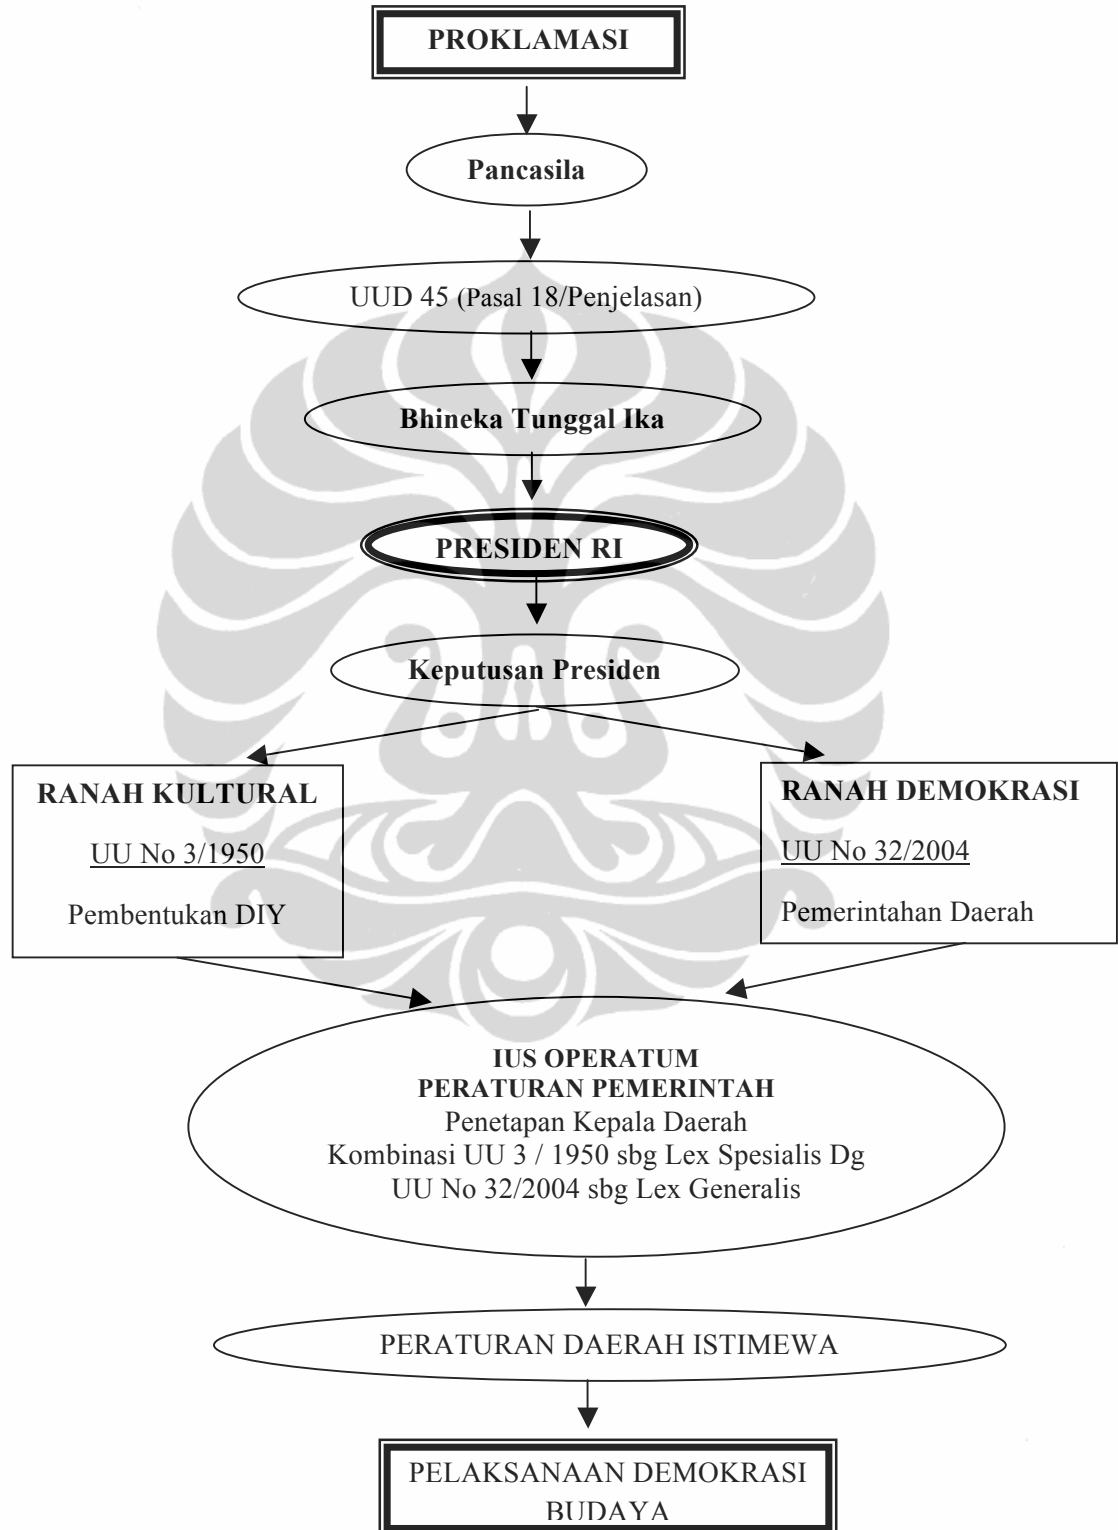 PROKLAMASI
Pancasila
UUD 45 (Pasal 18/Penjelasan)
Bhineka Tunggal Ika
PRESIDEN RI
Keputusan Presiden
RANAH KULTURAL
UU No 3/1950
Pembentukan DIY
RANAH DEMOKRASI
UU No 32/2004
Pemerintahan Daerah
IUS OPERATUM
PERATURAN PEMERINTAH
Penetapan Kepala Daerah
Kombinasi UU 3 / 1950 sbg Lex Spesialis Dg
UU No 32/2004 sbg Lex Generalis
PERATURAN DAERAH ISTIMEWA
PELAKSANAAN DEMOKRASI
BUDAYA